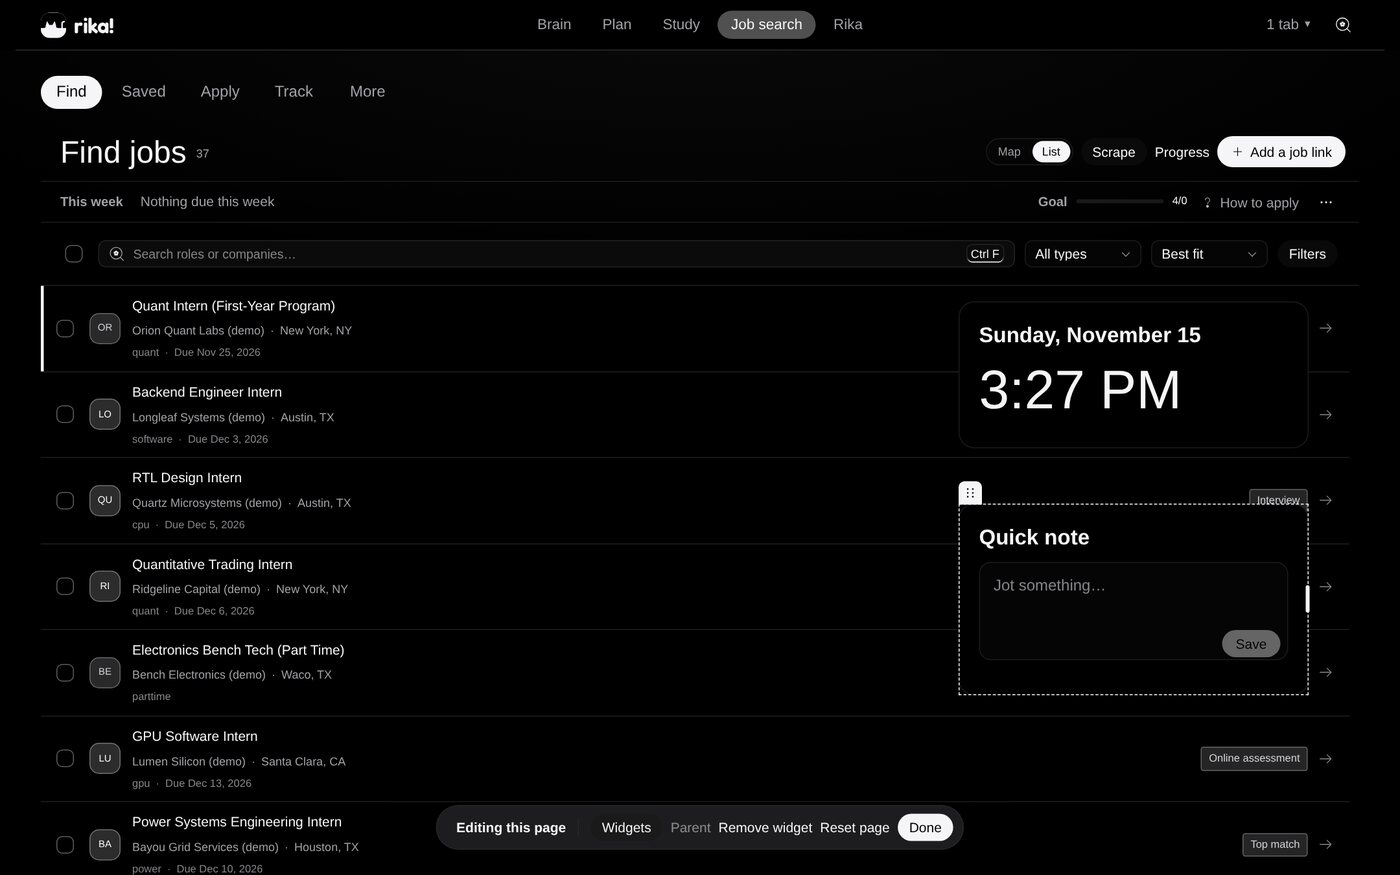 rika!
Brain Plan Study Job search Rika
1 tab
Find Saved Apply Track More
Find jobs 37
Map List Scrape Progress + Add a job link
This week Nothing due this week
Goal 4/0 ? How to apply ...
Search roles or companies… Ctrl F All types Best fit Filters
OR
Quant Intern (First-Year Program)
Orion Quant Labs (demo) · New York, NY
quant · Due Nov 25, 2026
Sunday, November 15
3:27 PM
LO
Backend Engineer Intern
Longleaf Systems (demo) · Austin, TX
software · Due Dec 3, 2026
QU
RTL Design Intern
Quartz Microsystems (demo) · Austin, TX
cpu · Due Dec 5, 2026
Interview
Quick note
Jot something…
Save
RI
Quantitative Trading Intern
Ridgeline Capital (demo) · New York, NY
quant · Due Dec 6, 2026
BE
Electronics Bench Tech (Part Time)
Bench Electronics (demo) · Waco, TX
parttime
LU
GPU Software Intern
Lumen Silicon (demo) · Santa Clara, CA
gpu · Due Dec 13, 2026
Online assessment
BA
Power Systems Engineering Intern
Bayou Grid Services (demo) · Houston, TX
power · Due Dec 10, 2026
Top match
Editing this page Widgets Parent Remove widget Reset page Done